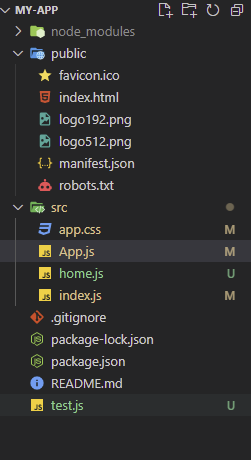 MY-APP
node_modules
public
favicon.ico
index.html
logo192.png
logo512.png
manifest.json
robots.txt
src
app.css M
App.js M
home.js U
index.js M
.gitignore
package-lock.json
package.json
README.md
test.js U